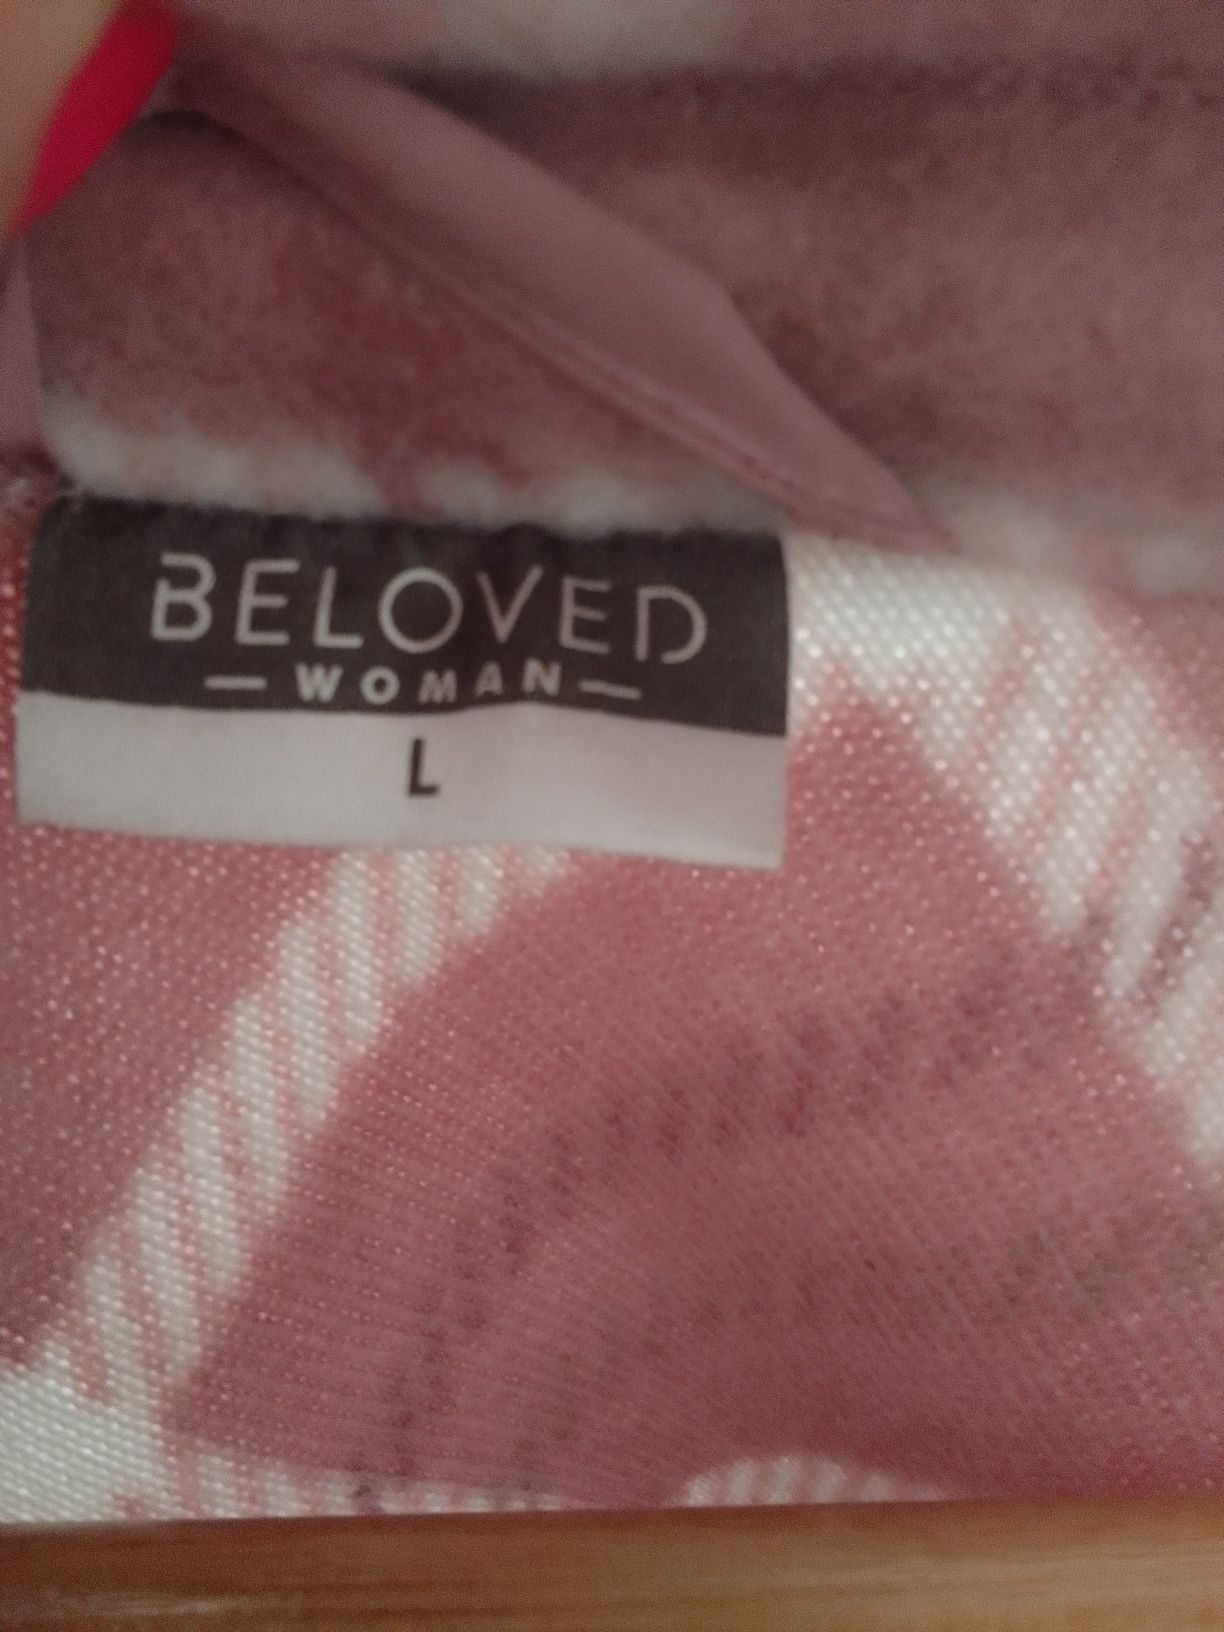 BELOVED
— WOMAN —
L